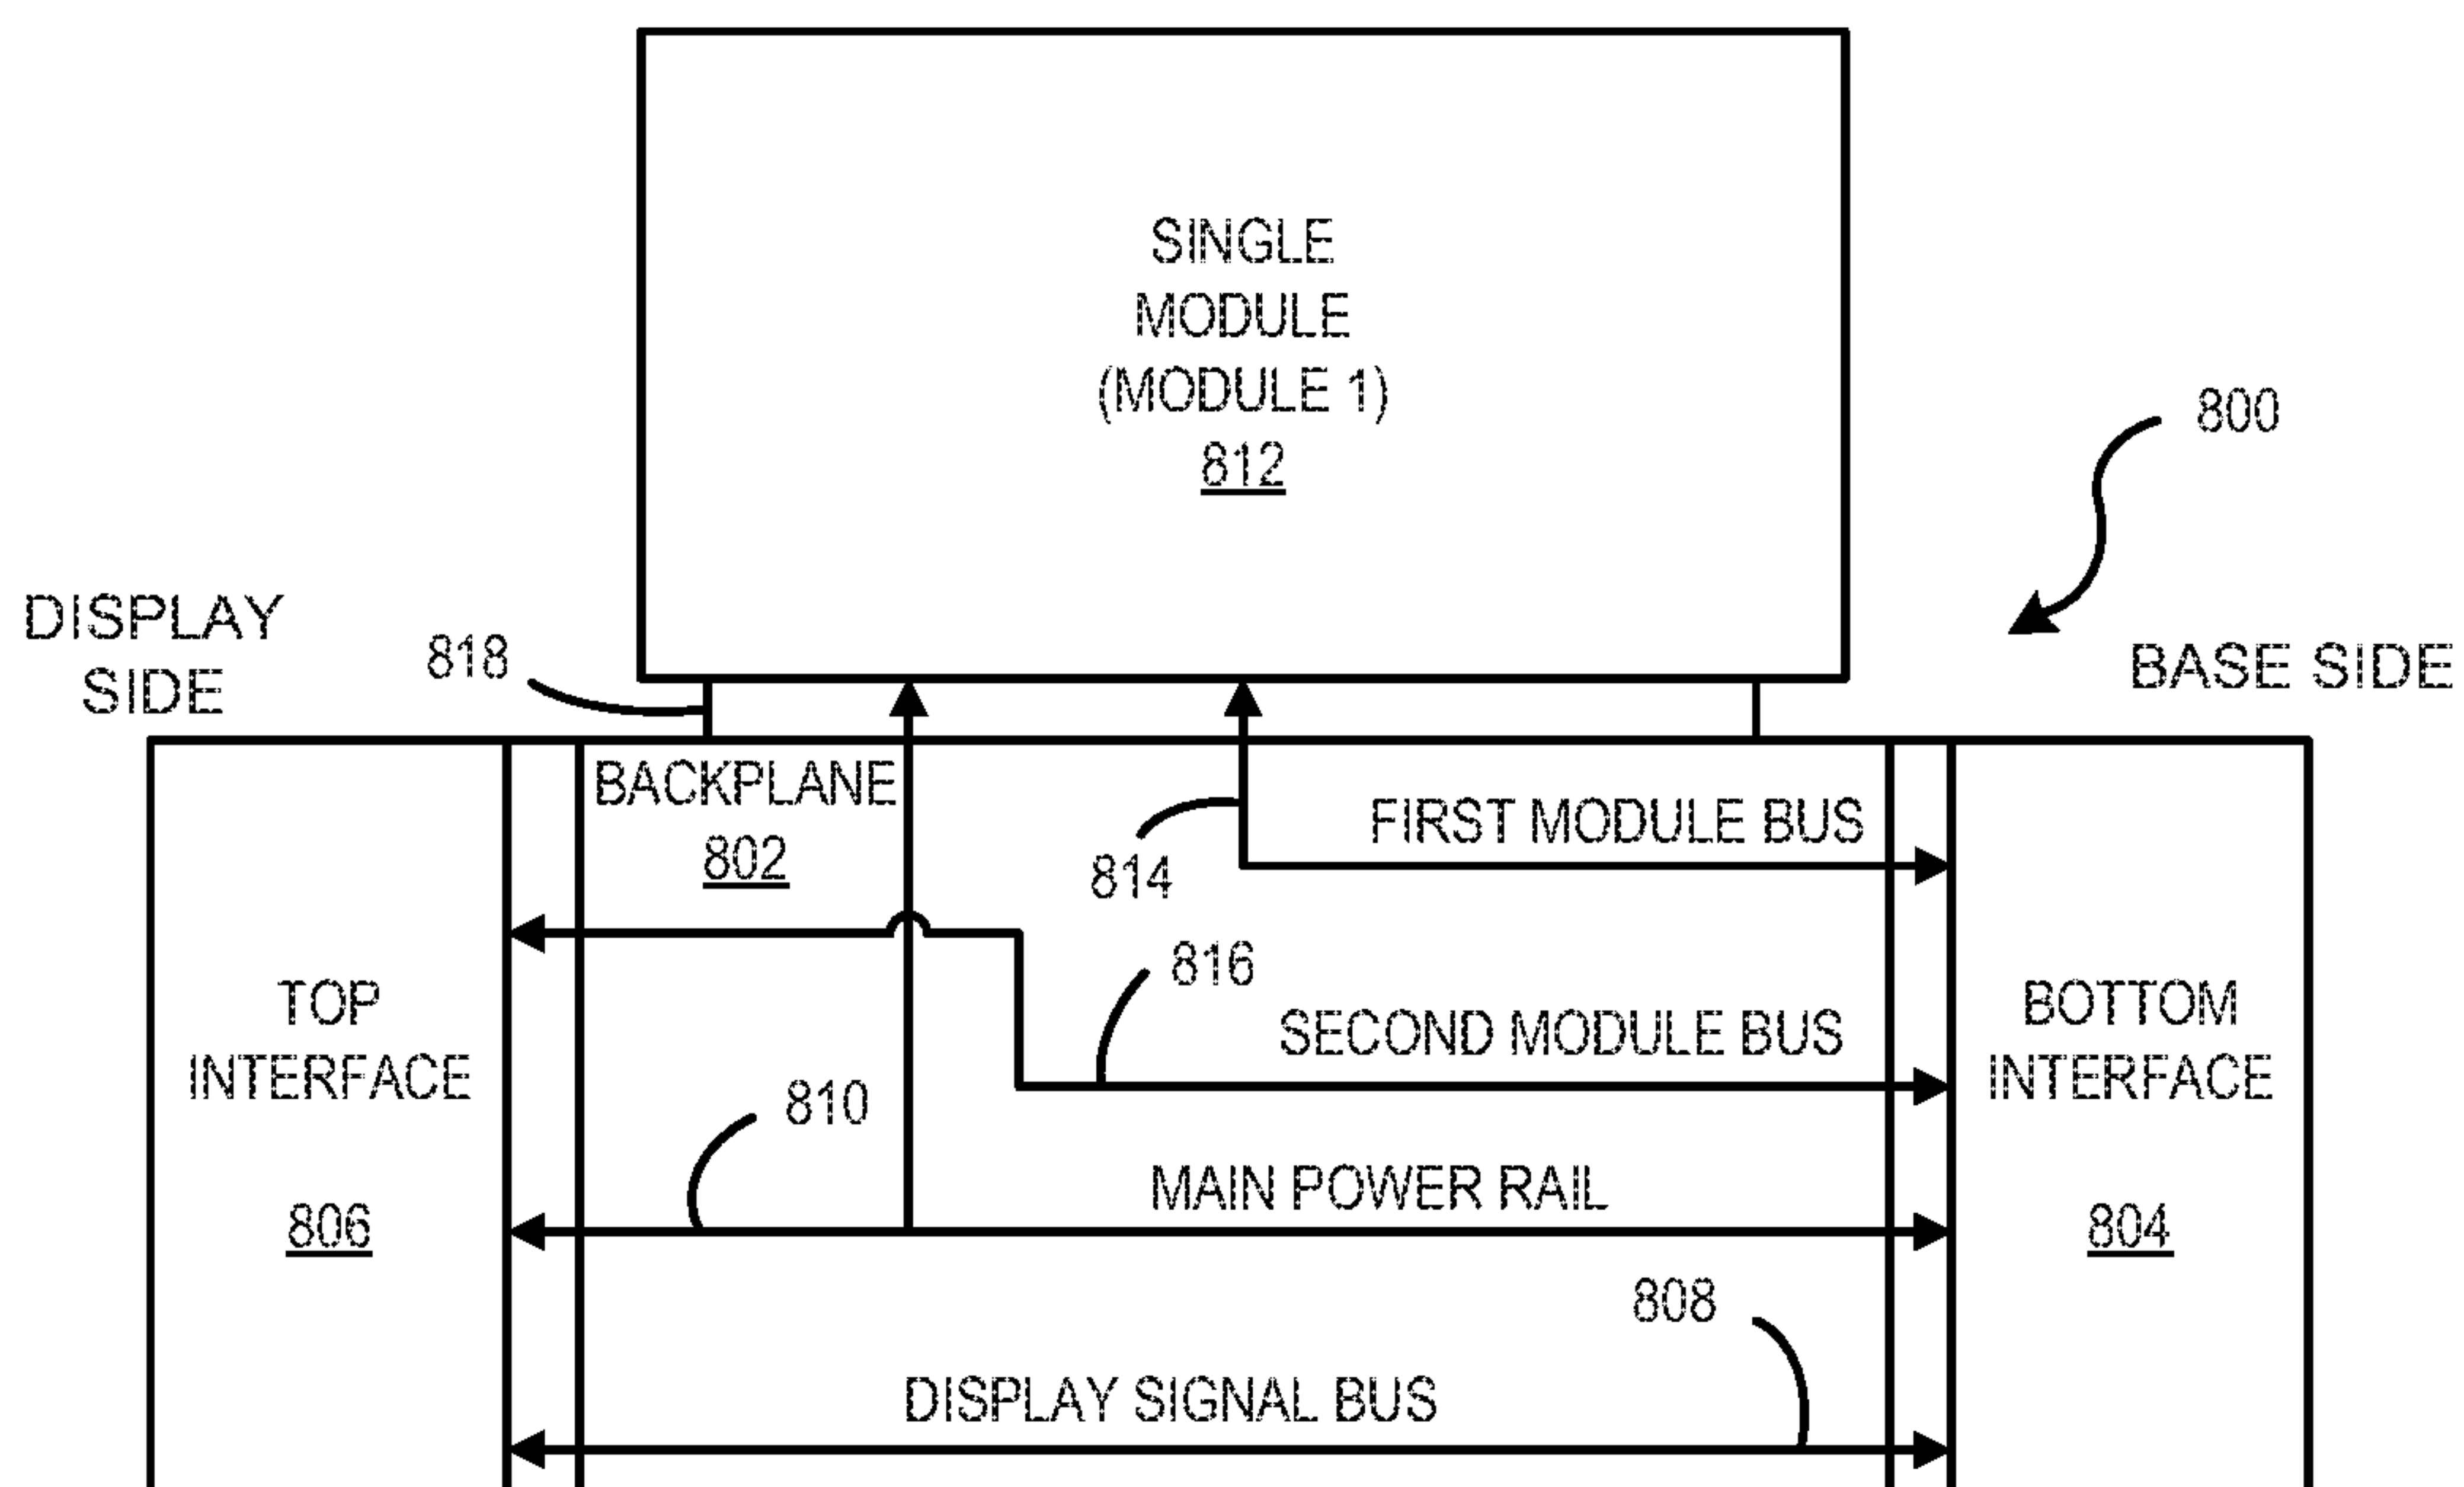 SINGLE
MODULE
(MODULE 1)
812
800
DISPLAY
SIDE
818
BASE SIDE
BACKPLANE
802
814
FIRST MODULE BUS
816
SECOND MODULE BUS
TOP
INTERFACE
806
BOTTOM
INTERFACE
804
810
MAIN POWER RAIL
808
DISPLAY SIGNAL BUS